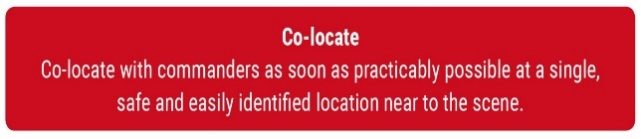 Co-locate
Co-locate with commanders as soon as practicably possible at a single,
safe and easily identified location near to the scene.